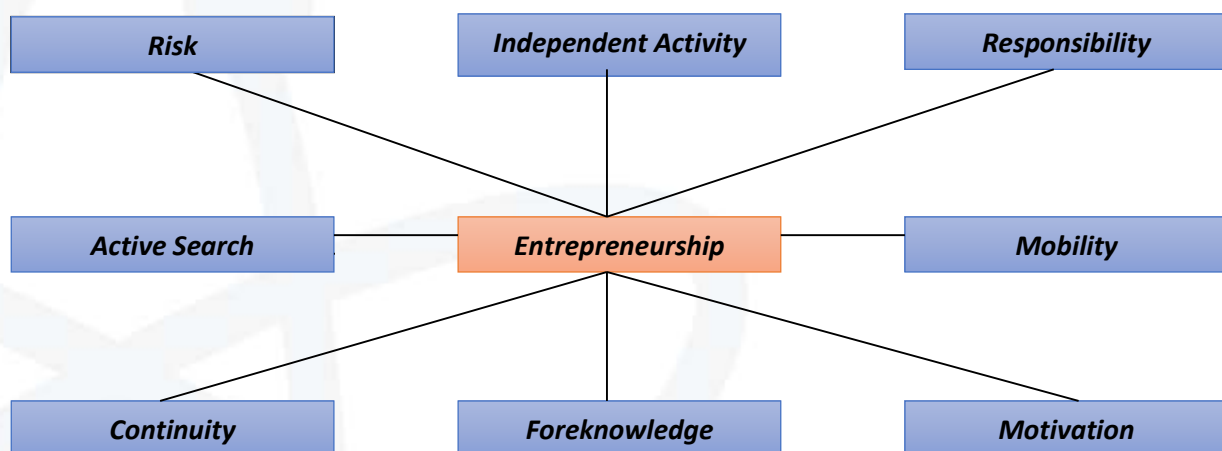 Risk
Independent Activity
Responsibility
Active Search
Entrepreneurship
Mobility
Continuity
Foreknowledge
Motivation